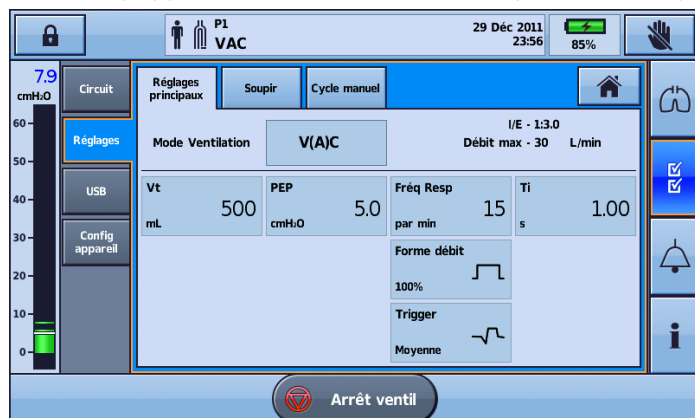 P1
VAC
29 Déc 2011
23:56
85%
7.9
cmH2O
60
50
40
30
20
10
0
Circuit
Réglages
USB
Config
appareil
Réglages
principaux
Soupir
Cycle manuel
Mode Ventilation
V(A)C
I/E - 1:3.0
Débit max - 30 L/min
Vt
500
mL
PEP
5.0
cmH2O
Fréq Resp
15
par min
Ti
1.00
s
Forme débit
100%
Trigger
Moyenne
i
Arrêt ventil